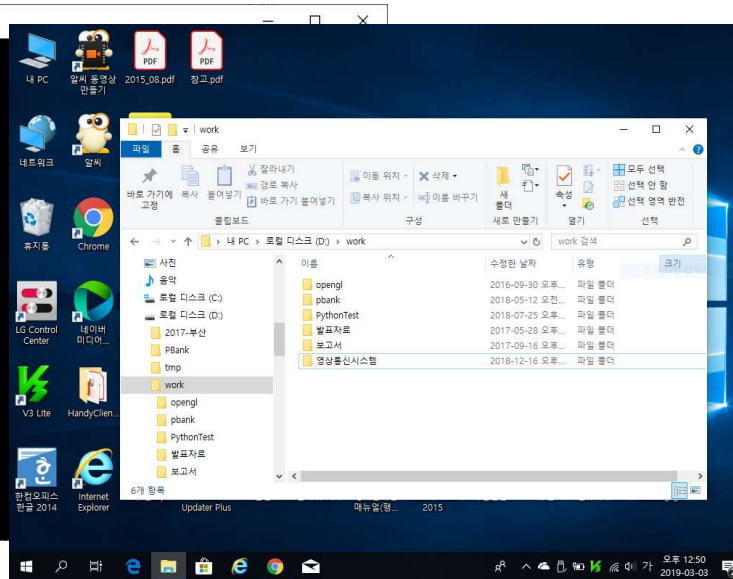 내 PC
알씨 동영상
만들기
PDF
2015_08.pdf
PDF
참고.pdf
네트워크
알씨
휴지통
Chrome
LG Control
Center
네이버
미디어...
V3 Lite
HandyClien...
한컴오피스
한글 2014
Internet
Explorer
Updater Plus
매뉴얼(행...
2015
work
파일 홈 공유 보기
바로 가기에
고정
복사
붙여넣기
잘라내기
경로 복사
바로 가기 붙여넣기
클립보드
이동 위치
삭제
복사 위치
이름 바꾸기
구성
새
폴더
새로 만들기
속성
열기
모두 선택
선택 안 함
선택 영역 반전
선택
내 PC > 로컬 디스크 (D:) > work
work 검색
사진
음악
로컬 디스크 (C:)
로컬 디스크 (D:)
2017-부산
PBank
tmp
work
opengl
pbank
PythonTest
발표자료
보고서
이름 수정한 날짜 유형 크기
opengl 2016-09-30 오후... 파일 폴더
pbank 2018-05-12 오전... 파일 폴더
PythonTest 2018-07-25 오후... 파일 폴더
발표자료 2017-05-28 오후... 파일 폴더
보고서 2017-09-16 오후... 파일 폴더
영상통신시스템 2018-12-16 오후... 파일 폴더
6개 항목
가
오후 12:50
2019-03-03